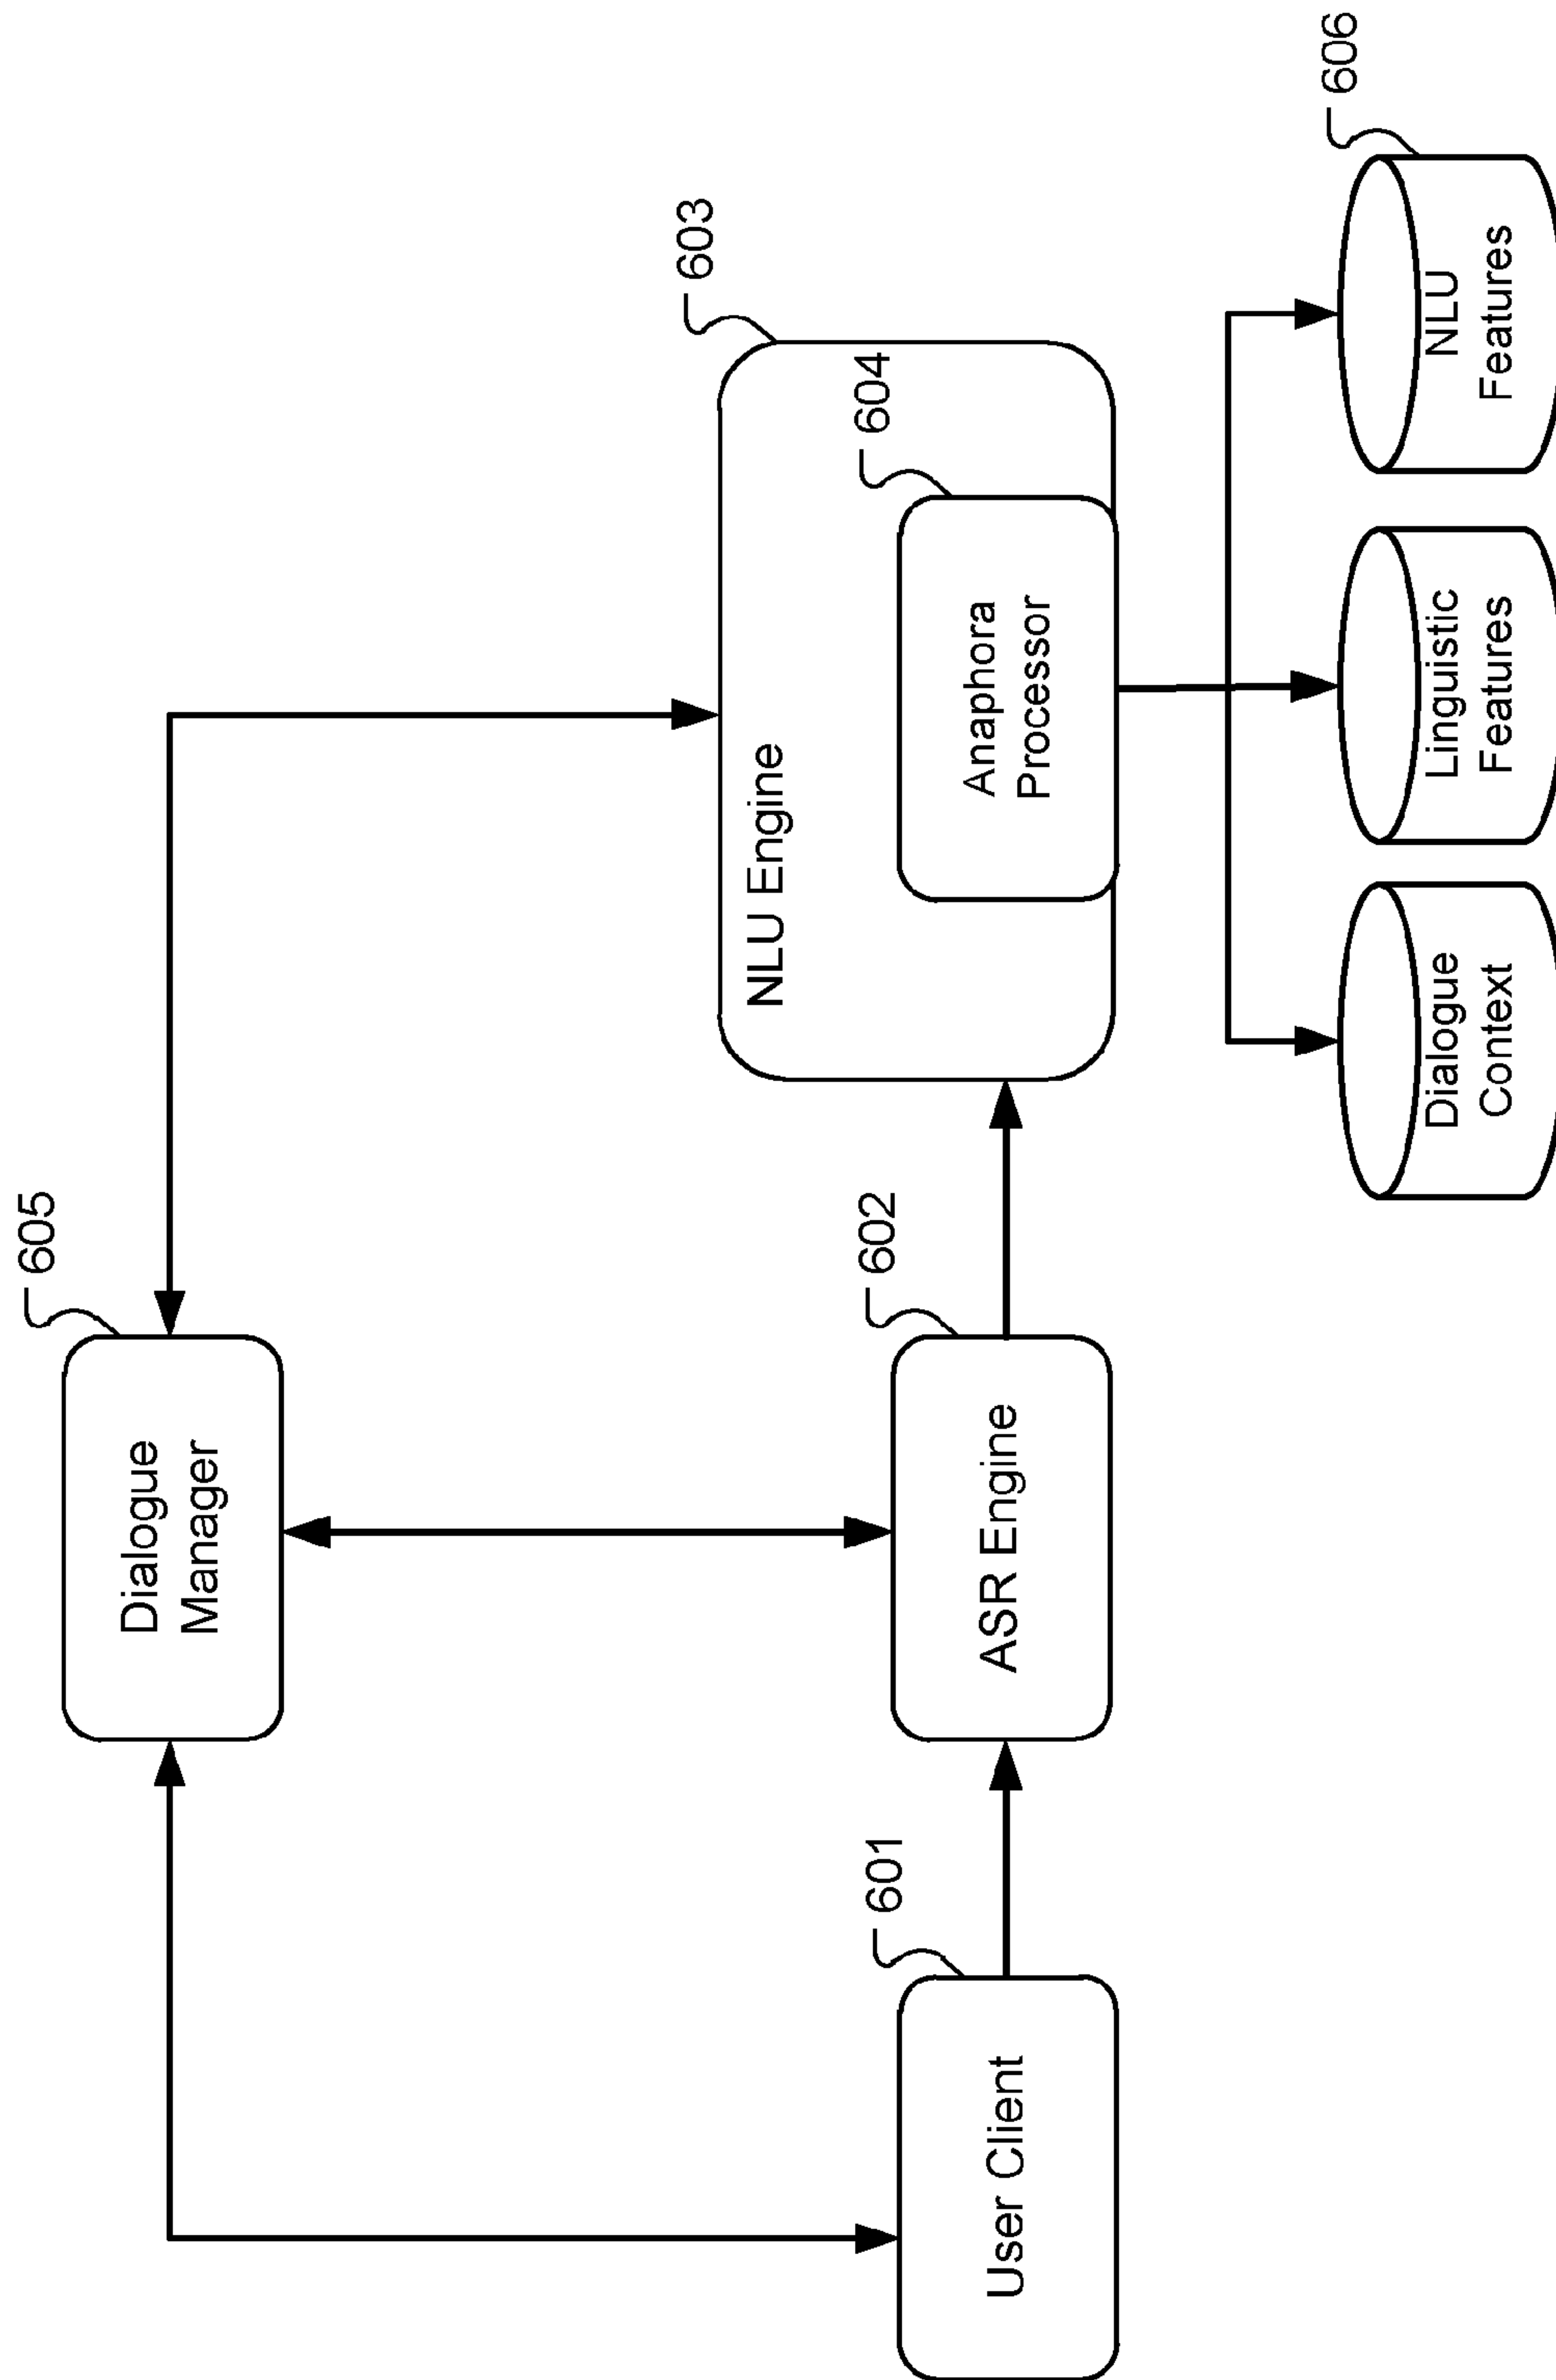 605
Dialogue
Manager
603
NLU Engine
604
Anaphora
Processor
602
ASR Engine
601
User Client
606
Dialogue
Context
Linguistic
Features
NLU
Features